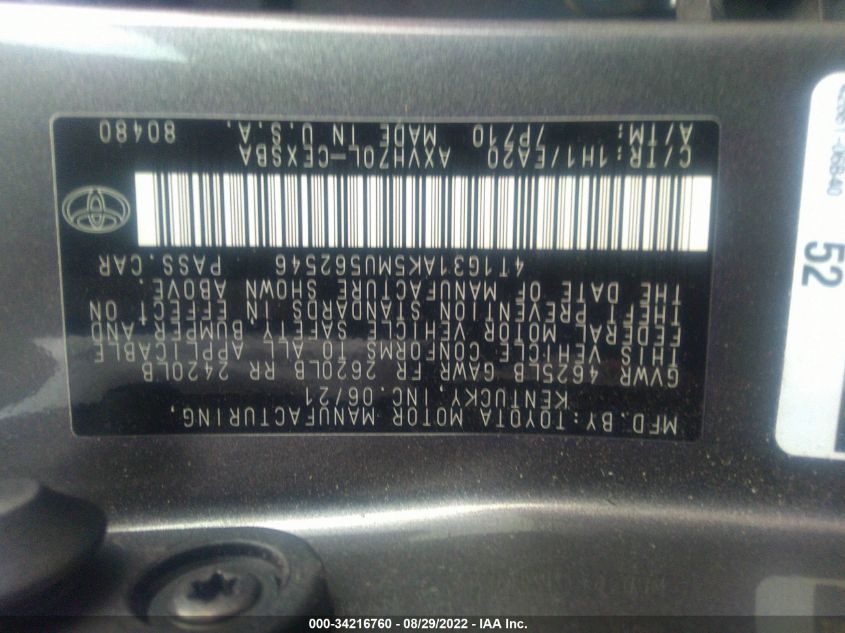 MFD.BY:TOYOTA MOTOR MANUFACTURING,
KENTUCKY,INC.06/21
GVWR 4625LB GAWR FR 2620LB RR 2420LB
THIS VEHICLE CONFORMS TO ALL APPLICABLE
FEDERAL MOTOR VEHICLE SAFETY BUMPER AND
THEFT PREVENTION STANDARDS IN EFFECT ON
THE DATE OF MANUFACTURE SHOWN ABOVE.
4T1G31AK5MU562546 PASS.CAR
C/TR:1H1/EA20 AXVH70L-CEXSBA
A/TM: /P710 MADE IN U.S.A. 80480
52
000-34216760 - 08/29/2022 - IAA Inc.